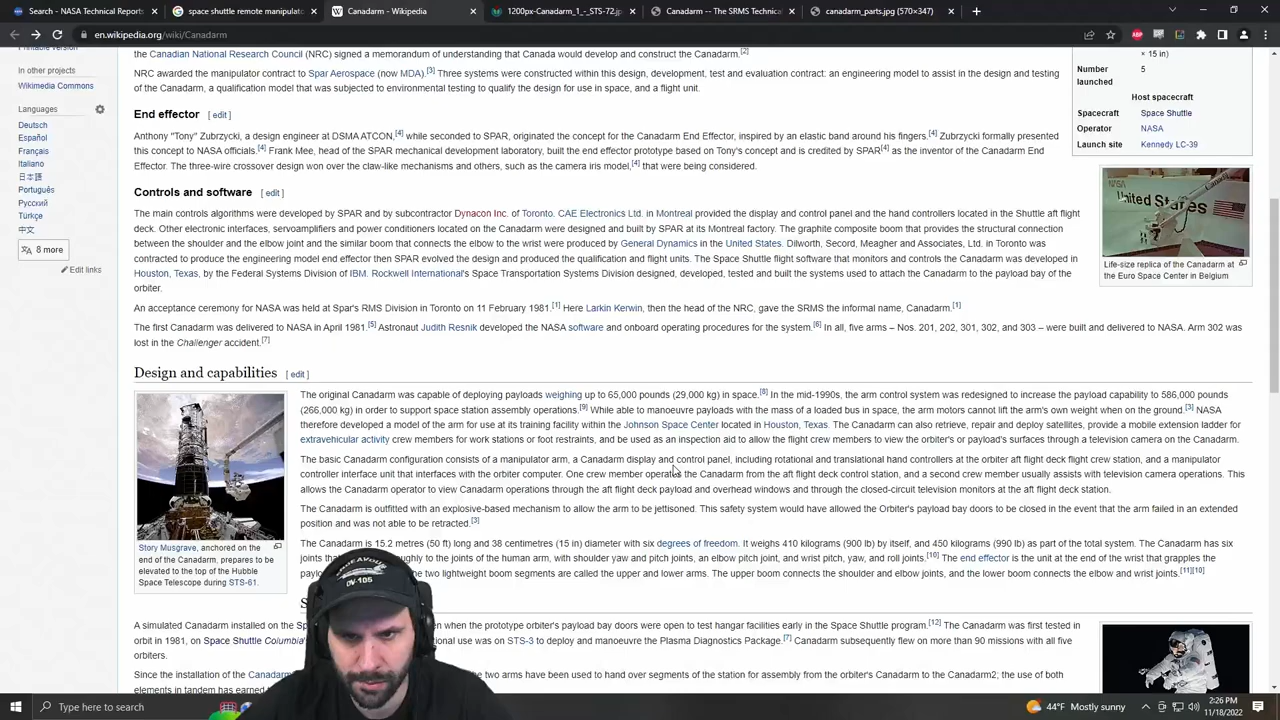 space shuttle remote manipulato
Canadarm - Wikipedia
1200px-Canadarm_1_-_STS-72.jp
Canadarm -- The SRMS Technical
canadarm_parts.jpg (570×347)
en.wikipedia.org/wiki/Canadarm
Printable version
In other projects
Wikimedia Commons
Languages
Deutsch
Español
Français
Italiano
日本語
Português
Русский
Türkçe
中文
8 more
Edit links
the Canadian National Research Council (NRC) signed a memorandum of understanding that Canada would develop and construct the Canadarm.[2]
NRC awarded the manipulator contract to Spar Aerospace (now MDA).[3] Three systems were constructed within this design, development, test and evaluation contract: an engineering model to assist in the design and testing
of the Canadarm, a qualification model that was subjected to environmental testing to qualify the design for use in space, and a flight unit.
End effector [ edit ]
Anthony "Tony" Zubrzycki, a design engineer at DSMA ATCON,[4] while seconded to SPAR, originated the concept for the Canadarm End Effector, inspired by an elastic band around his fingers.[4] Zubrzycki formally presented
this concept to NASA officials.[4] Frank Mee, head of the SPAR mechanical development laboratory, built the end effector prototype based on Tony's concept and is credited by SPAR[4] as the inventor of the Canadarm End
Effector. The three-wire crossover design won over the claw-like mechanisms and others, such as the camera iris model,[4] that were being considered.
Controls and software [ edit ]
The main controls algorithms were developed by SPAR and by subcontractor Dynacon Inc. of Toronto. CAE Electronics Ltd. in Montreal provided the display and control panel and the hand controllers located in the Shuttle aft flight
deck. Other electronic interfaces, servoamplifiers and power conditioners located on the Canadarm were designed and built by SPAR at its Montreal factory. The graphite composite boom that provides the structural connection
between the shoulder and the elbow joint and the similar boom that connects the elbow to the wrist were produced by General Dynamics in the United States. Dilworth, Secord, Meagher and Associates, Ltd. in Toronto was
contracted to produce the engineering model end effector then SPAR evolved the design and produced the qualification and flight units. The Space Shuttle flight software that monitors and controls the Canadarm was developed in
Houston, Texas, by the Federal Systems Division of IBM. Rockwell International's Space Transportation Systems Division designed, developed, tested and built the systems used to attach the Canadarm to the payload bay of the
orbiter.
An acceptance ceremony for NASA was held at Spar's RMS Division in Toronto on 11 February 1981.[1] Here Larkin Kerwin, then the head of the NRC, gave the SRMS the informal name, Canadarm.[1]
The first Canadarm was delivered to NASA in April 1981.[5] Astronaut Judith Resnik developed the NASA software and onboard operating procedures for the system.[6] In all, five arms – Nos. 201, 202, 301, 302, and 303 – were built and delivered to NASA. Arm 302 was
lost in the Challenger accident.[7]
× 15 in)
Number 5
launched
Host spacecraft
Spacecraft Space Shuttle
Operator NASA
Launch site Kennedy LC-39
NASA
United States
Life-size replica of the Canadarm at
the Euro Space Center in Belgium
Design and capabilities [ edit ]
The original Canadarm was capable of deploying payloads weighing up to 65,000 pounds (29,000 kg) in space.[8] In the mid-1990s, the arm control system was redesigned to increase the payload capability to 586,000 pounds
(266,000 kg) in order to support space station assembly operations.[9] While able to manoeuvre payloads with the mass of a loaded bus in space, the arm motors cannot lift the arm's own weight when on the ground.[3] NASA
therefore developed a model of the arm for use at its training facility within the Johnson Space Center located in Houston, Texas. The Canadarm can also retrieve, repair and deploy satellites, provide a mobile extension ladder for
extravehicular activity crew members for work stations or foot restraints, and be used as an inspection aid to allow the flight crew members to view the orbiter's or payload's surfaces through a television camera on the Canadarm.
The basic Canadarm configuration consists of a manipulator arm, a Canadarm display and control panel, including rotational and translational hand controllers at the orbiter aft flight deck flight crew station, and a manipulator
controller interface unit that interfaces with the orbiter computer. One crew member operates the Canadarm from the aft flight deck control station, and a second crew member usually assists with television camera operations. This
allows the Canadarm operator to view Canadarm operations through the aft flight deck payload and overhead windows and through the closed-circuit television monitors at the aft flight deck station.
The Canadarm is outfitted with an explosive-based mechanism to allow the arm to be jettisoned. This safety system would have allowed the Orbiter's payload bay doors to be closed in the event that the arm failed in an extended
position and was not able to be retracted.[3]
The Canadarm is 15.2 metres (50 ft) long and 38 centimetres (15 in) diameter with six degrees of freedom. It weighs 410 kilograms (900 lb) by itself, and 450 kilograms (990 lb) as part of the total system. The Canadarm has six
joints that roughly to the joints of the human arm, with shoulder yaw and pitch joints, an elbow pitch joint, and wrist pitch, yaw, and roll joints.[10] The end effector is the unit at the end of the wrist that grapples the
the two lightweight boom segments are called the upper and lower arms. The upper boom connects the shoulder and elbow joints, and the lower boom connects the elbow and wrist joints.[11][10]
Story Musgrave, anchored on the
end of the Canadarm, prepares to be
elevated to the top of the Hubble
Space Telescope during STS-61.
A simulated Canadarm installed on the when the prototype orbiter's payload bay doors were open to test hangar facilities early in the Space Shuttle program.[12] The Canadarm was first tested in
orbit in 1981, on Space Shuttle Columbia's use was on STS-3 to deploy and manoeuvre the Plasma Diagnostics Package.[7] Canadarm subsequently flew on more than 90 missions with all five
orbiters.
Since the installation of the the two arms have been used to hand over segments of the station for assembly from the orbiter's Canadarm to the Canadarm2; the use of both
elements in tandem has earned
ENDEAVOUR
OV-105
Type here to search
44°F Mostly sunny
2:26 PM
11/18/2022